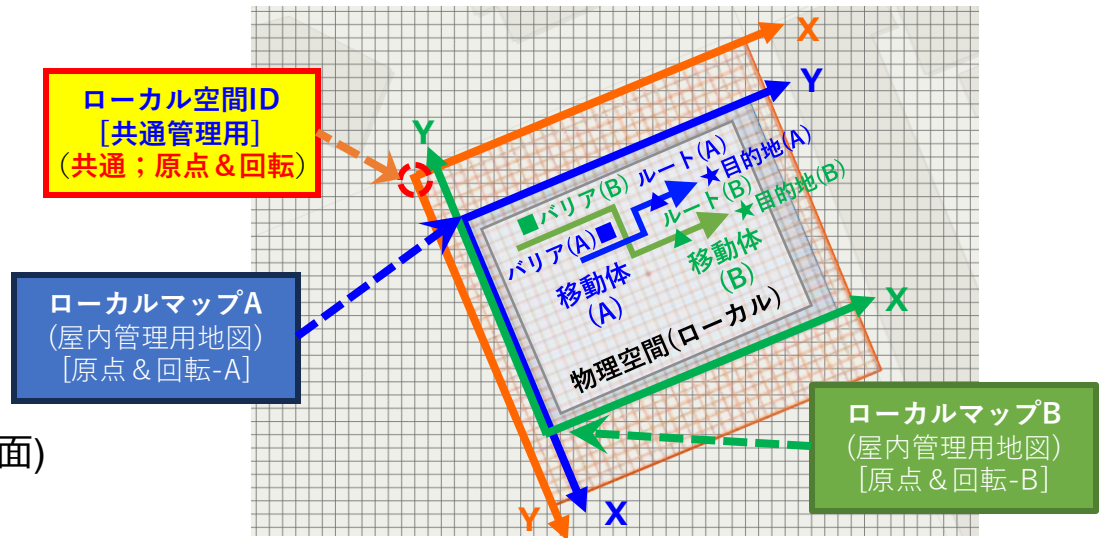 ローカル空間ID
[共通管理用]
(共通；原点＆回転)
X
Y
Y
■バリア(B)
ルート(A)
★目的地(A)
バリア(A)■
ルート(B)
★目的地(B)
移動体
(A)
移動体
(B)
物理空間(ローカル)
X
ローカルマップA
(屋内管理用地図)
[原点＆回転-A]
ローカルマップB
(屋内管理用地図)
[原点＆回転-B]
面)
Y
X